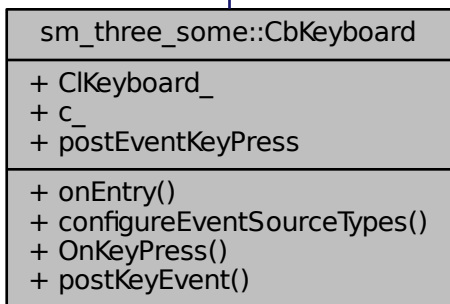 sm_three_some::CbKeyboard
+ ClKeyboard_
+ c_
+ postEventKeyPress
+ onEntry()
+ configureEventSourceTypes()
+ OnKeyPress()
+ postKeyEvent()